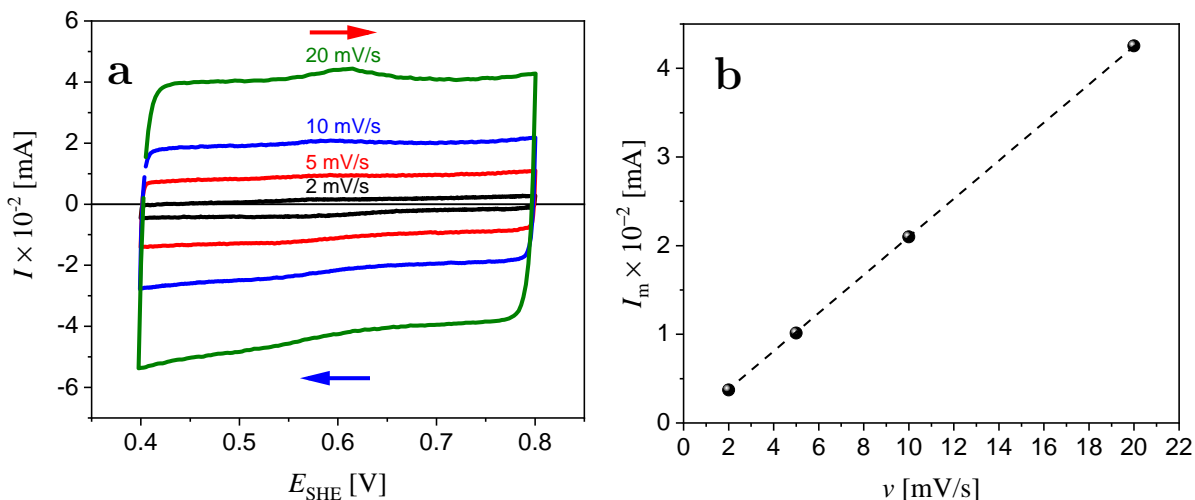 a
20 mV/s
10 mV/s
5 mV/s
2 mV/s
6
4
2
0
-2
-4
-6
I × 10⁻² [mA]
0.4 0.5 0.6 0.7 0.8
E_SHE [V]
b
4
3
2
1
0
I_m × 10⁻² [mA]
0 2 4 6 8 10 12 14 16 18 20 22
v [mV/s]